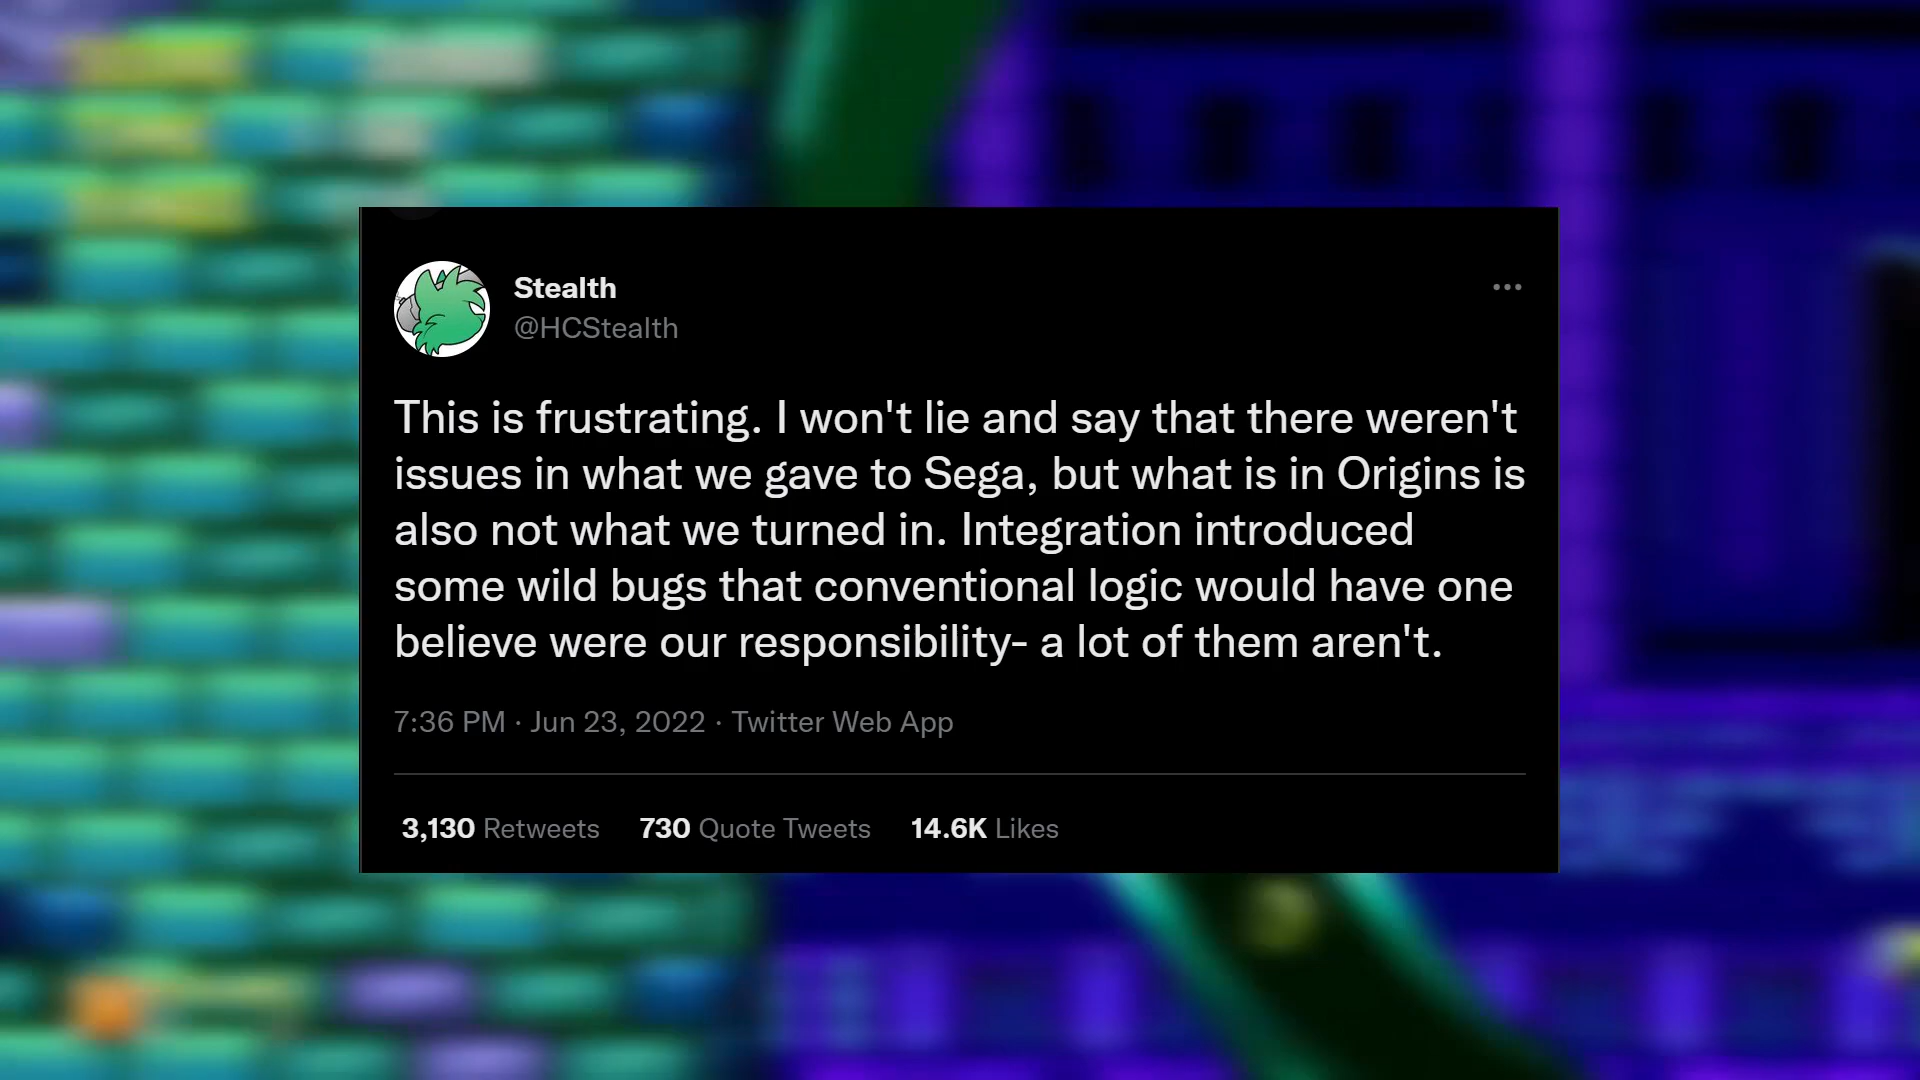 Stealth
@HCStealth
This is frustrating. I won't lie and say that there weren't
issues in what we gave to Sega, but what is in Origins is
also not what we turned in. Integration introduced
some wild bugs that conventional logic would have one
believe were our responsibility- a lot of them aren't.
7:36 PM · Jun 23, 2022 · Twitter Web App
3,130 Retweets 730 Quote Tweets 14.6K Likes